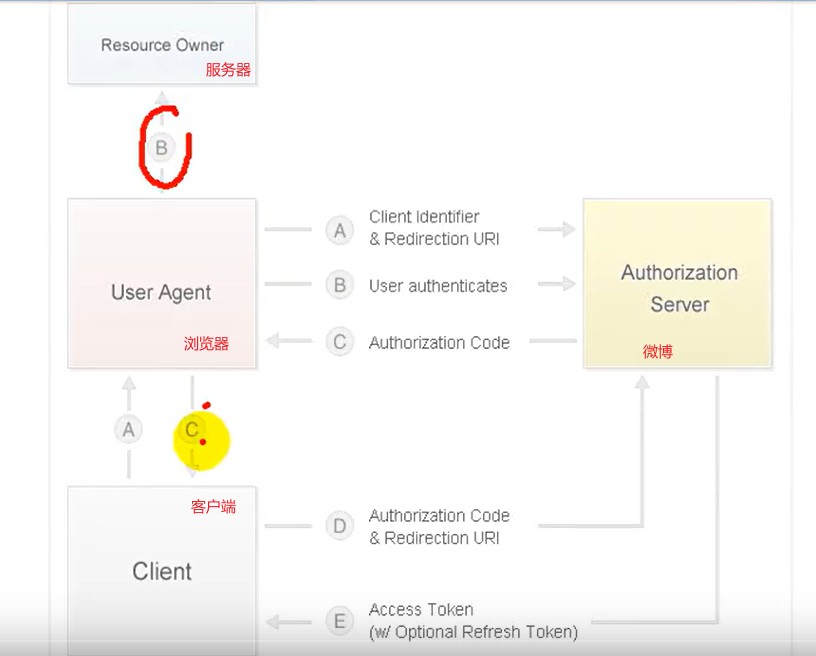 Resource Owner
服务器
B
User Agent
浏览器
A
Client Identifier
& Redirection URI
B
User authenticates
C
Authorization Code
Authorization
Server
微博
A
C
客户端
Client
D
Authorization Code
& Redirection URI
E
Access Token
(w/ Optional Refresh Token)